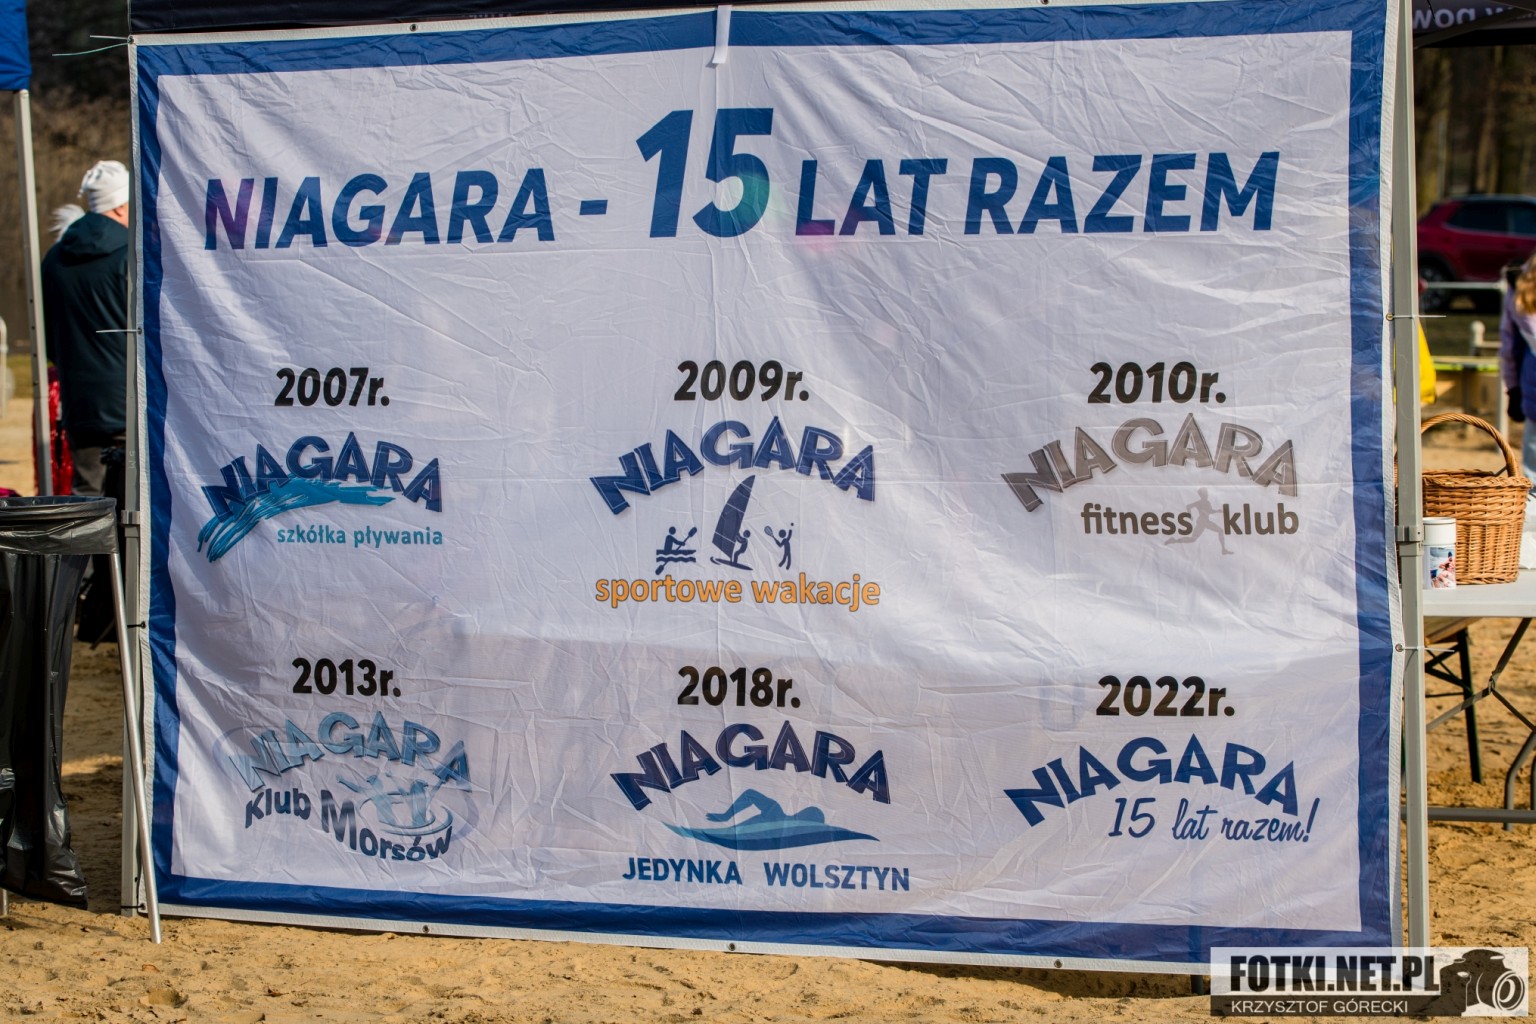 NIAGARA - 15 LAT RAZEM
2007r.
NIAGARA
szkółka pływania
2009r.
NIAGARA
sportowe wakacje
2010r.
NIAGARA
fitness klub
2013r.
NIAGARA
Klub Morsów
2018r.
NIAGARA
JEDYNKA WOLSZTYN
2022r.
NIAGARA
15 lat razem!
FOTKI.NET.PL
KRZYSZTOF GÓRECKI